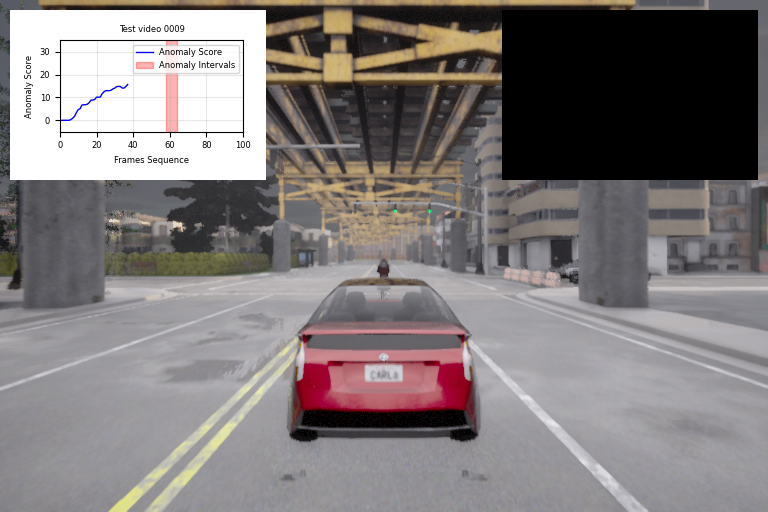 Test video 0009
Anomaly Score
30
20
10
0
Anomaly Score
Anomaly Intervals
0 20 40 60 80 100
Frames Sequence
CARLA